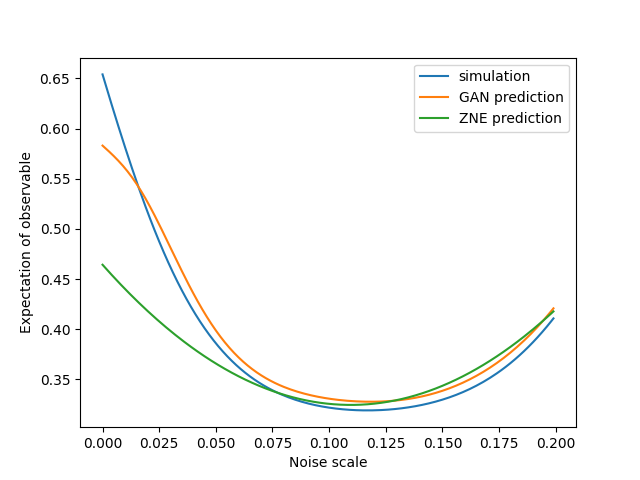 simulation
GAN prediction
ZNE prediction
Expectation of observable
0.65
0.60
0.55
0.50
0.45
0.40
0.35
0.000 0.025 0.050 0.075 0.100 0.125 0.150 0.175 0.200
Noise scale